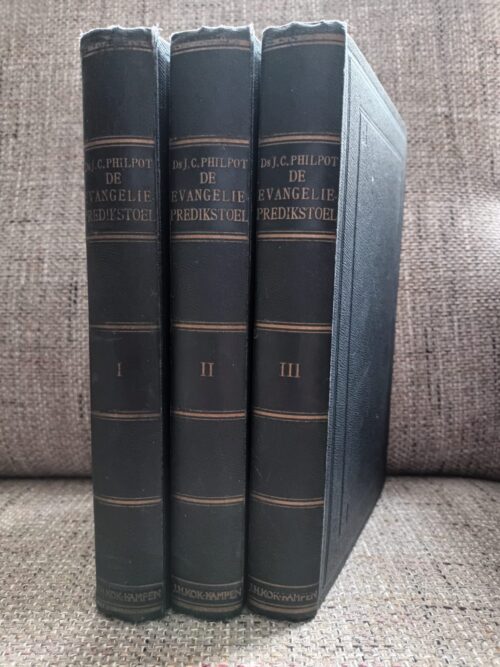 Ds J. C. PHILPOT
DE
EVANGELIE-
PREDIKSTOEL
I
J.H.KOK-KAMPEN
Ds J. C. PHILPOT
DE
EVANGELIE-
PREDIKSTOEL
II
J.H.KOK-KAMPEN
Ds J. C. PHILPOT
DE
EVANGELIE-
PREDIKSTOEL
III
J.H.KOK-KAMPEN